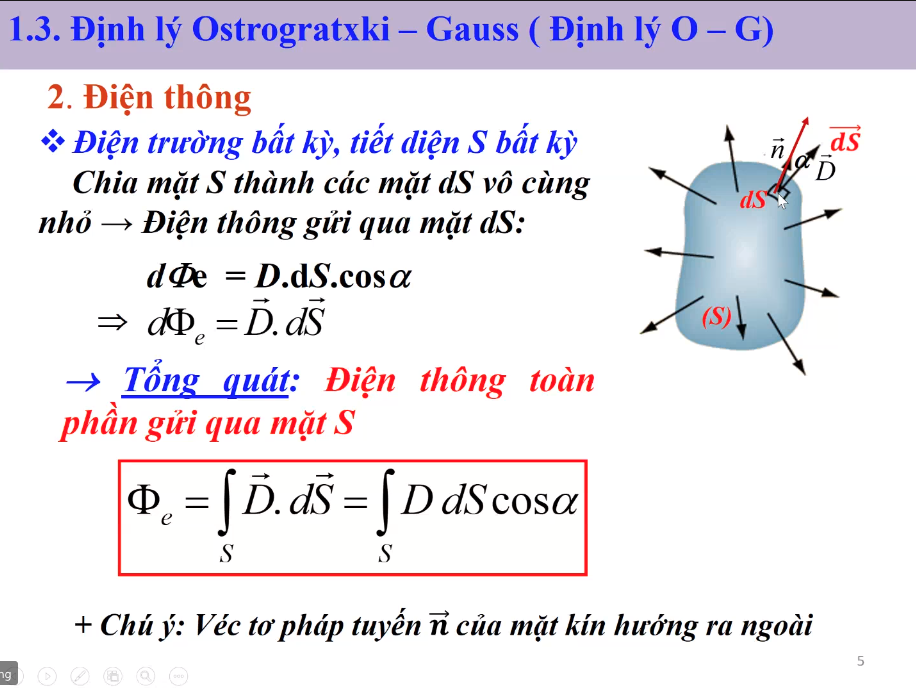 1.3. Định lý Ostrogratxki – Gauss ( Định lý O – G)
2. Điện thông
❖ Điện trường bất kỳ, tiết diện S bất kỳ
Chia mặt S thành các mặt dS vô cùng
nhỏ → Điện thông gửi qua mặt dS:
dΦe = D.dS.cosα
⇒ dΦₑ = D⃗.dS⃗
→ Tổng quát: Điện thông toàn
phần gửi qua mặt S
Φₑ = ∫ D⃗.dS⃗ = ∫ D dS cosα
S S
+ Chú ý: Véc tơ pháp tuyến n⃗ của mặt kín hướng ra ngoài
n⃗ α D⃗ dS⃗
dS
(S)
5
ng